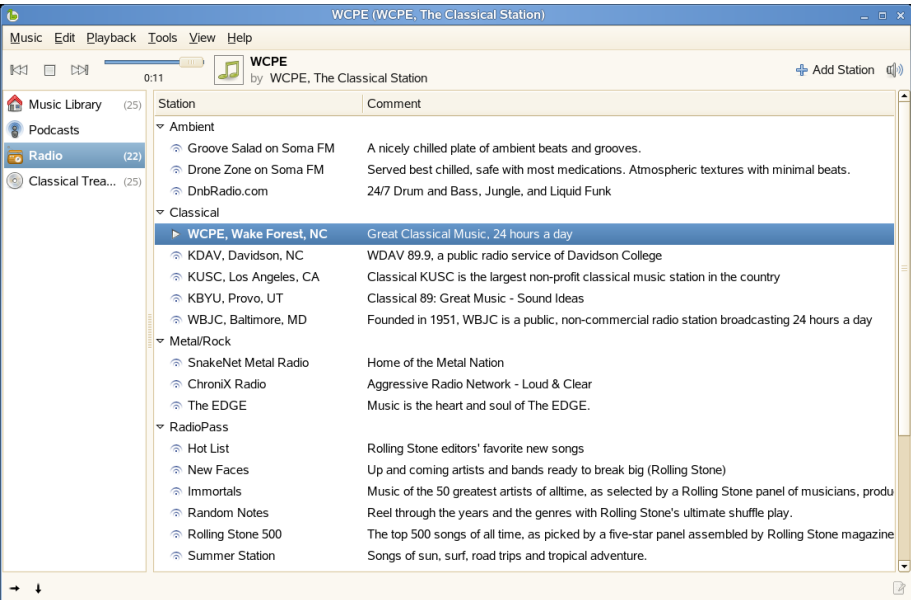 WCPE (WCPE, The Classical Station)
Music Edit Playback Tools View Help
WCPE
0:11 by WCPE, The Classical Station
Add Station
Music Library (25)
Podcasts
Radio (22)
Classical Trea... (25)
Station Comment
Ambient
Groove Salad on Soma FM A nicely chilled plate of ambient beats and grooves.
Drone Zone on Soma FM Served best chilled, safe with most medications. Atmospheric textures with minimal beats.
DnbRadio.com 24/7 Drum and Bass, Jungle, and Liquid Funk
Classical
WCPE, Wake Forest, NC Great Classical Music, 24 hours a day
KDAV, Davidson, NC WDAV 89.9, a public radio service of Davidson College
KUSC, Los Angeles, CA Classical KUSC is the largest non-profit classical music station in the country
KBYU, Provo, UT Classical 89: Great Music - Sound Ideas
WBJC, Baltimore, MD Founded in 1951, WBJC is a public, non-commercial radio station broadcasting 24 hours a day
Metal/Rock
SnakeNet Metal Radio Home of the Metal Nation
ChroniX Radio Aggressive Radio Network - Loud & Clear
The EDGE Music is the heart and soul of The EDGE.
RadioPass
Hot List Rolling Stone editors' favorite new songs
New Faces Up and coming artists and bands ready to break big (Rolling Stone)
Immortals Music of the 50 greatest artists of alltime, as selected by a Rolling Stone panel of musicians, produ
Random Notes Reel through the years and the genres with Rolling Stone's ultimate shuffle play.
Rolling Stone 500 The top 500 songs of all time, as picked by a five-star panel assembled by Rolling Stone magazine
Summer Station Songs of sun, surf, road trips and tropical adventure.